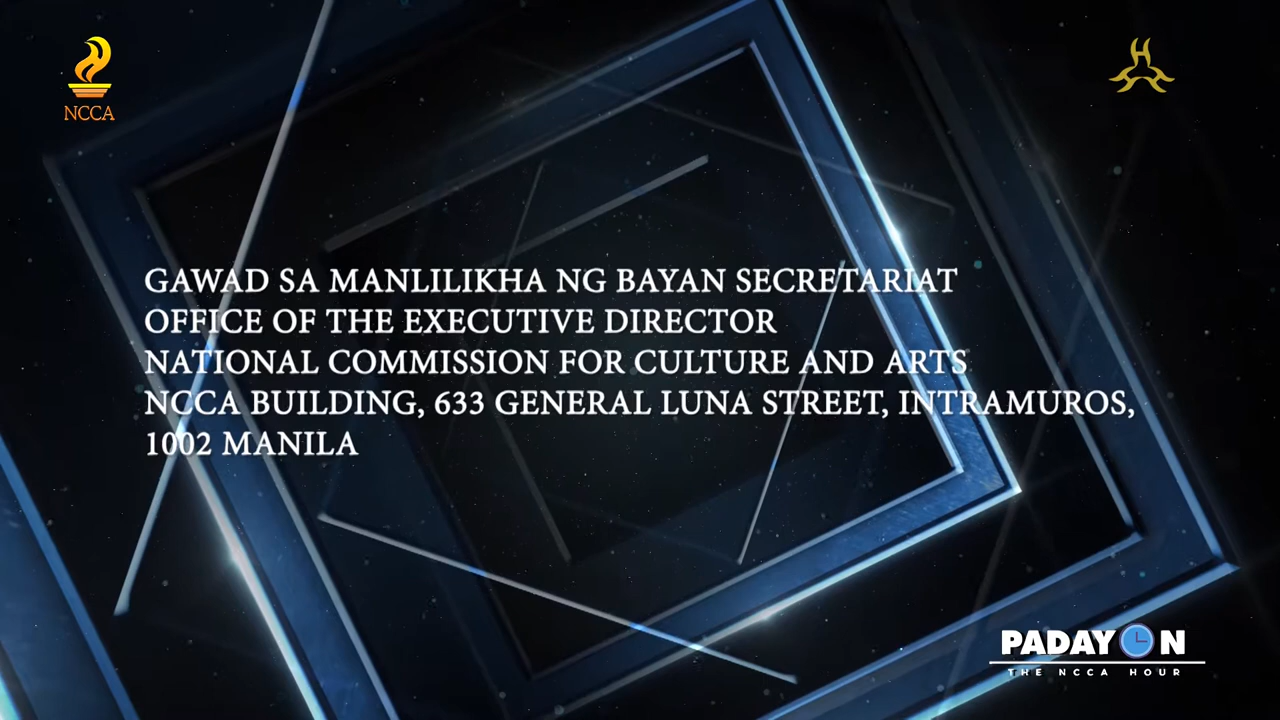 NCCA
GAWAD SA MANLILIKHA NG BAYAN SECRETARIAT
OFFICE OF THE EXECUTIVE DIRECTOR
NATIONAL COMMISSION FOR CULTURE AND ARTS
NCCA BUILDING, 633 GENERAL LUNA STREET, INTRAMUROS,
1002 MANILA
PADAYON
THE NCCA HOUR